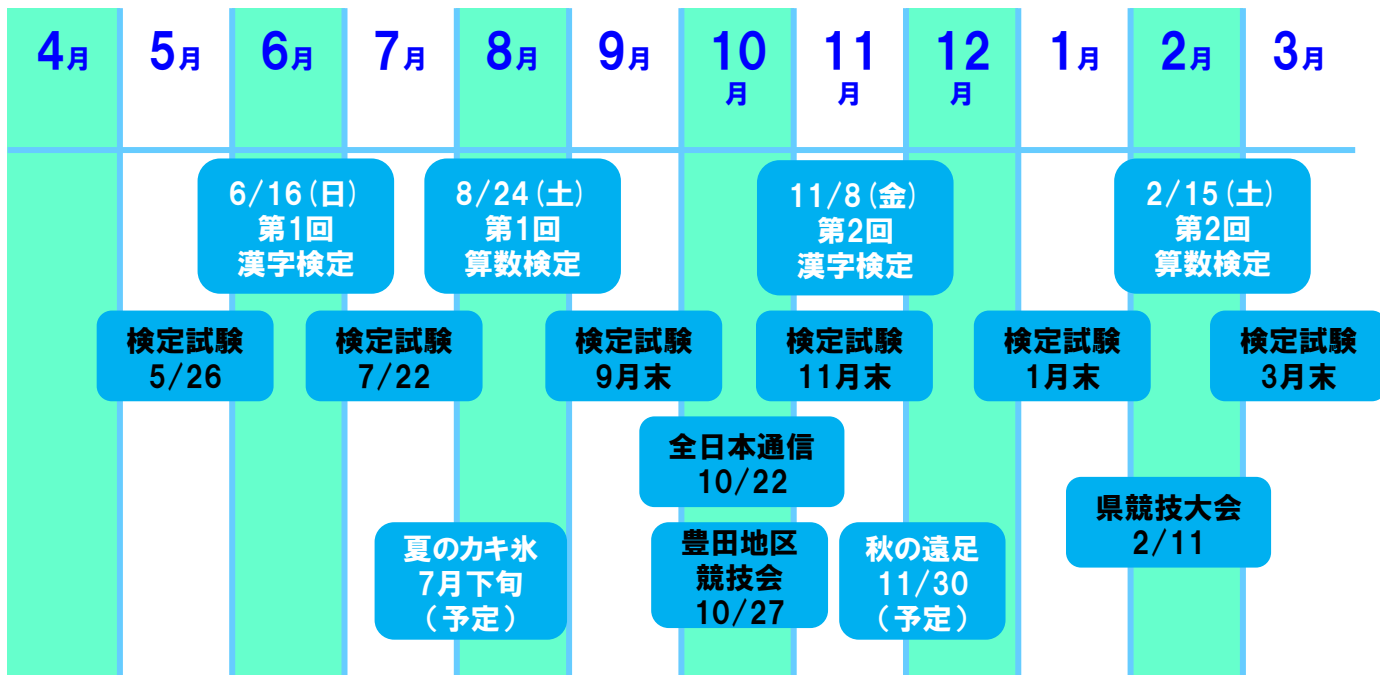 4月 5月 6月 7月 8月 9月 10月 11月 12月 1月 2月 3月
6/16(日)
第1回
漢字検定
8/24(土)
第1回
算数検定
11/8(金)
第2回
漢字検定
2/15(土)
第2回
算数検定
検定試験
5/26
検定試験
7/22
検定試験
9月末
検定試験
11月末
検定試験
1月末
検定試験
3月末
全日本通信
10/22
県競技大会
2/11
夏のカキ氷
7月下旬
(予定)
豊田地区
競技会
10/27
秋の遠足
11/30
(予定)